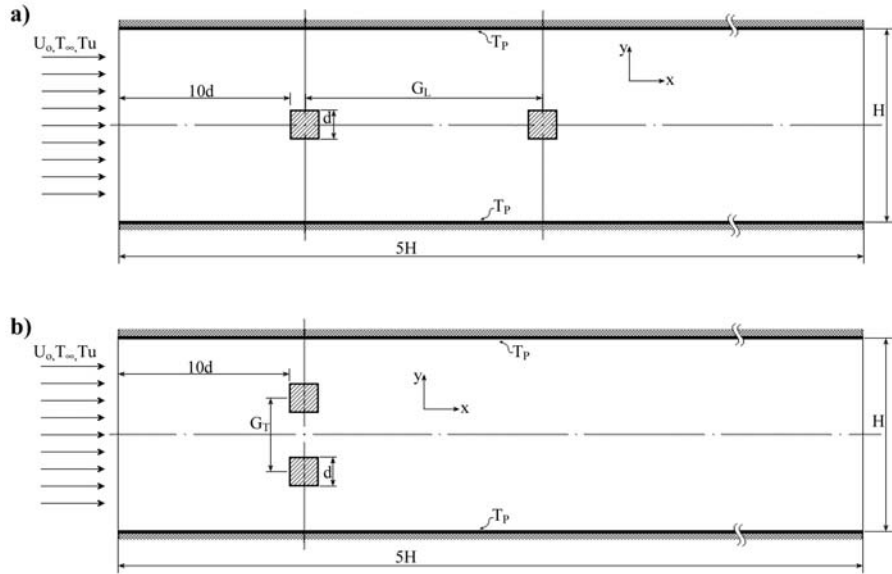 a)
U₀,T∞,Tu
T_P
y
x
10d
G_L
d
H
T_P
5H
b)
U₀,T∞,Tu
T_P
10d
y
x
G_T
H
d
T_P
5H